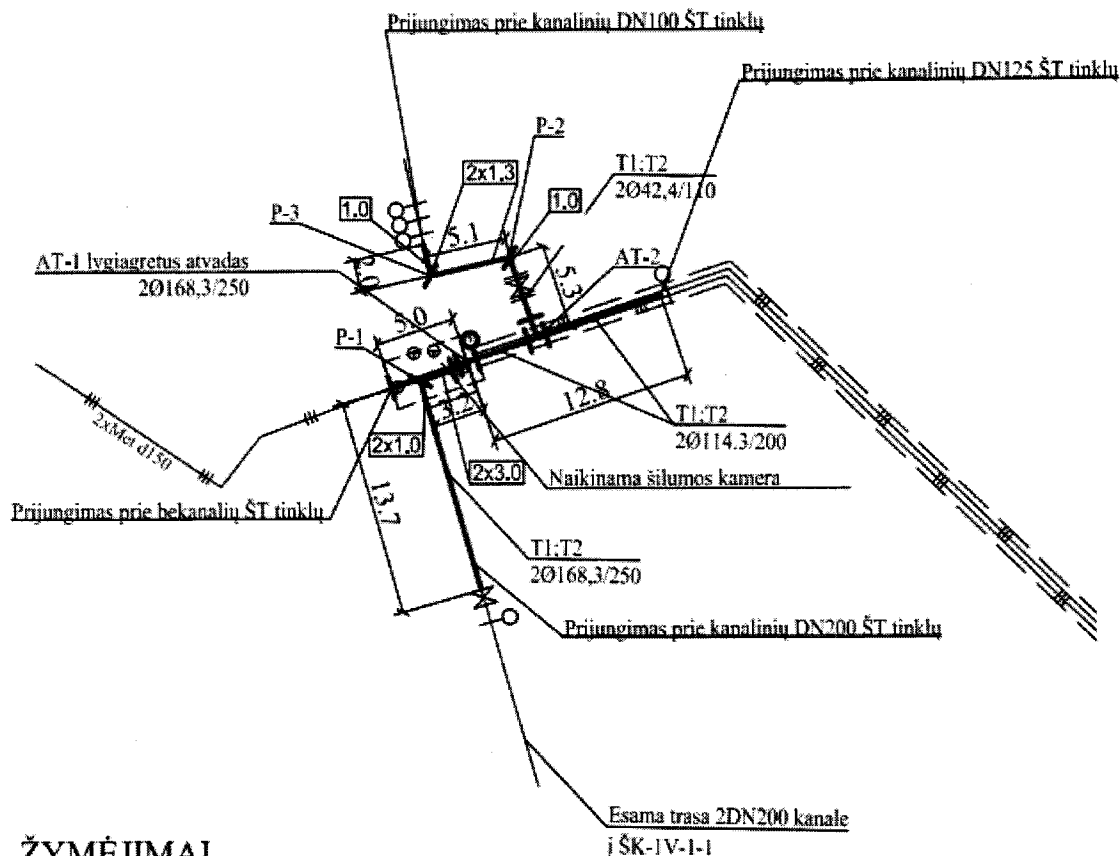 Prijungimas prie kanalinių DN100 ŠT tinklų
Prijungimas prie kanalinių DN125 ŠT tinklų
P-2
T1;T2
2Ø42,4/110
2x1.3
1.0
1.0
P-3
5.1
AT-1 lygiagretus atvadas
2Ø168,3/250
2.0
5.3
AT-2
5.0
P-1
12.8
3.2
T1;T2
2Ø114.3/200
2xMet d150
2x1.0
2x3.0
Naikinama šilumos kamera
13.7
Prijungimas prie bekanalių ŠT tinklų
T1;T2
2Ø168,3/250
Prijungimas prie kanalinių DN200 ŠT tinklų
Esama trasa 2DN200 kanale
į ŠK-1V-1-1
ŽYMĖJIMAI